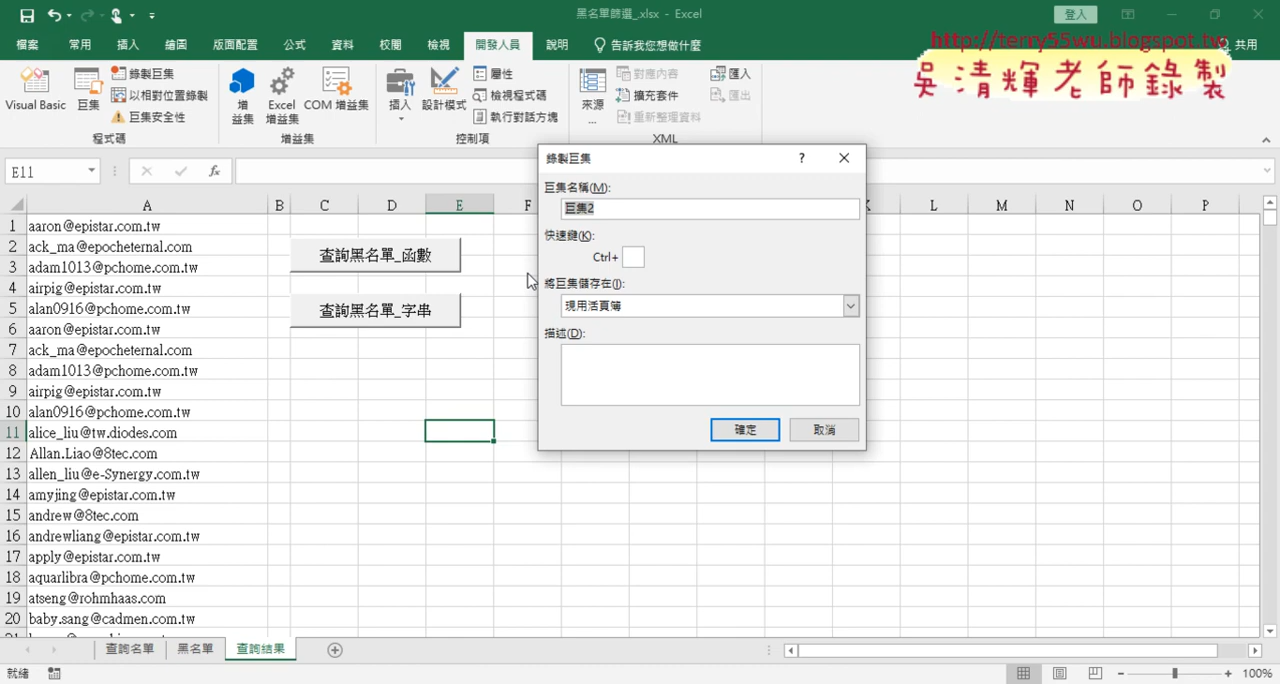 黑名單篩選_.xlsx - Excel
登入
檔案 常用 插入 繪圖 版面配置 公式 資料 校閱 檢視 開發人員 說明 告訴我您想做什麼 共用
http://terry55wu.blogspot.tw
吳清輝老師錄製
Visual Basic
巨集
錄製巨集
以相對位置錄製
巨集安全性
程式碼
增益集
Excel 增益集
COM 增益集
增益集
插入
設計模式
屬性
檢視程式碼
執行對話方塊
控制項
來源
...
對應內容
擴充套件
重新整理資料
匯入
匯出
XML
E11
fx
A B C D E F K L M N O P
1 aaron@epistar.com.tw
2 ack_ma@epocheternal.com
3 adam1013@pchome.com.tw
4 airpig@epistar.com.tw
5 alan0916@pchome.com.tw
6 aaron@epistar.com.tw
7 ack_ma@epocheternal.com
8 adam1013@pchome.com.tw
9 airpig@epistar.com.tw
10 alan0916@pchome.com.tw
11 alice_liu@tw.diodes.com
12 Allan.Liao@8tec.com
13 allen_liu@e-Synergy.com.tw
14 amyjing@epistar.com.tw
15 andrew@8tec.com
16 andrewliang@epistar.com.tw
17 apply@epistar.com.tw
18 aquarlibra@pchome.com.tw
19 atseng@rohmhaas.com
20 baby.sang@cadmen.com.tw
查詢黑名單_函數
查詢黑名單_字串
錄製巨集
?
巨集名稱(M):
巨集2
快速鍵(K):
Ctrl+
將巨集儲存在(I):
現用活頁簿
描述(D):
確定 取消
查詢名單 黑名單 查詢結果
就緒
100%